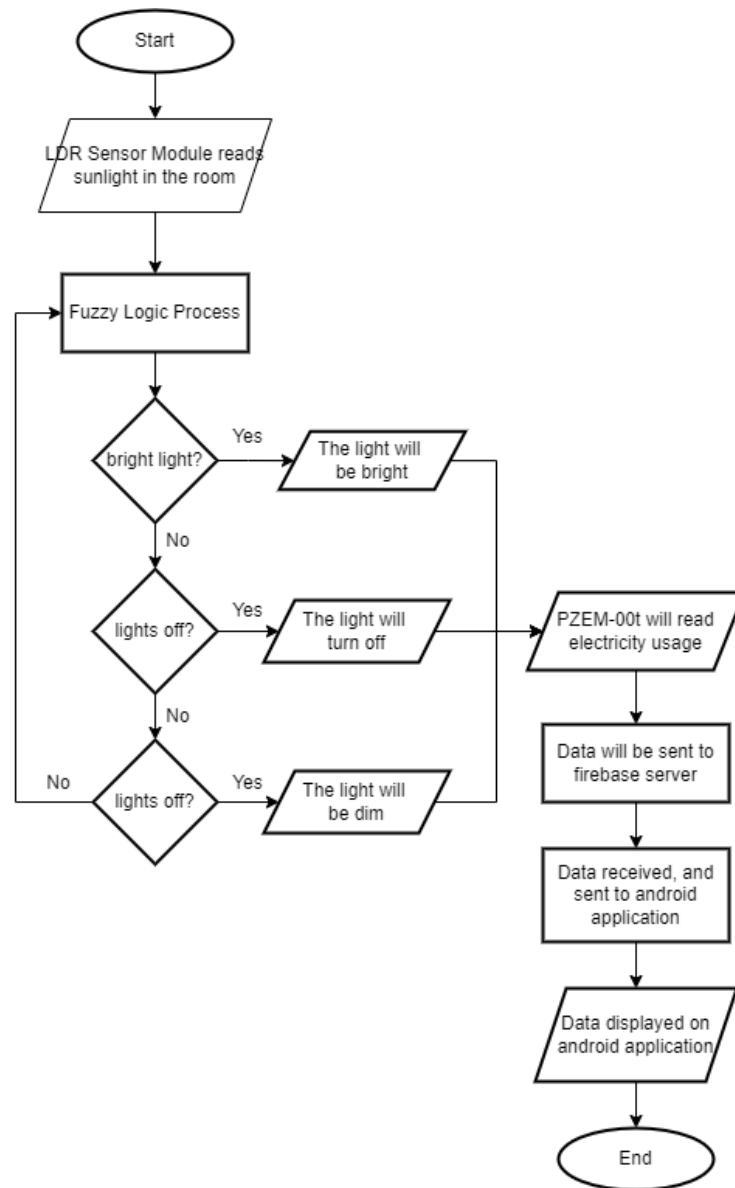 Start
LDR Sensor Module reads
sunlight in the room
Fuzzy Logic Process
bright light?
Yes
The light will
be bright
No
lights off?
Yes
The light will
turn off
No
lights off?
Yes
The light will
be dim
No
PZEM-00t will read
electricity usage
Data will be sent to
firebase server
Data received, and
sent to android
application
Data displayed on
android application
End